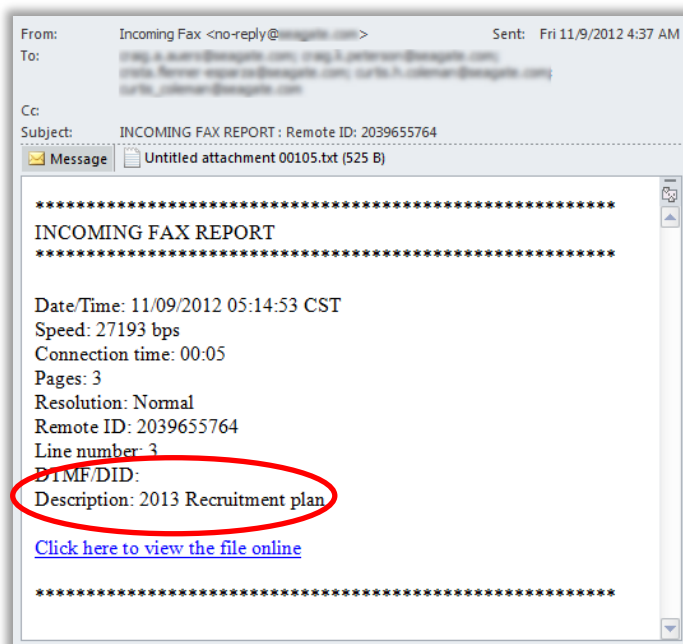 From: Incoming Fax <no-reply@ > Sent: Fri 11/9/2012 4:37 AM
To:
Cc:
Subject: INCOMING FAX REPORT : Remote ID: 2039655764
Message Untitled attachment 00105.txt (525 B)
*********************************************************
INCOMING FAX REPORT
*********************************************************
Date/Time: 11/09/2012 05:14:53 CST
Speed: 27193 bps
Connection time: 00:05
Pages: 3
Resolution: Normal
Remote ID: 2039655764
Line number: 3
DTMF/DID:
Description: 2013 Recruitment plan
Click here to view the file online
*********************************************************